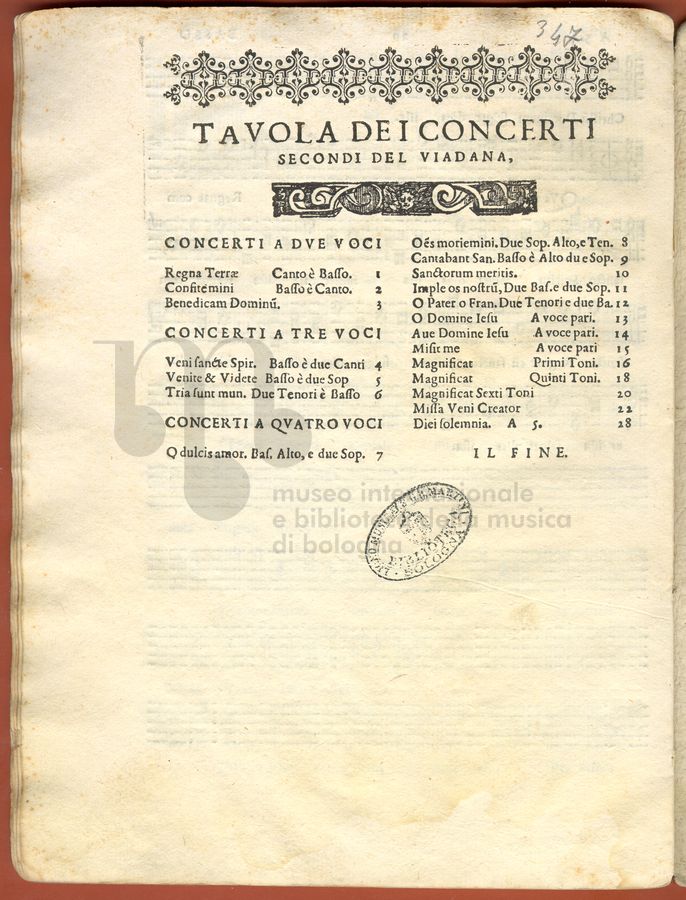 347
TAVOLA DEI CONCERTI
SECONDI DEL VIADANA,
CONCERTI A DVE VOCI
Regna Terræ Canto è Baſſo. 1
Confitemini Baſſo è Canto. 2
Benedicam Dominũ. 3
CONCERTI A TRE VOCI
Veni ſancte Spir. Baſſo è due Canti 4
Venite & Videte Baſſo è due Sop 5
Tria ſunt mun. Due Tenori è Baſſo 6
CONCERTI A QVATRO VOCI
O dulcis amor. Baſ. Alto, e due Sop. 7
Oẽs moriemini. Due Sop. Alto, e Ten. 8
Cantabant San. Baſſo è Alto du e Sop. 9
Sanctorum meritis. 10
Imple os noſtrũ, Due Baſ. e due Sop. 11
O Pater o Fran. Due Tenori e due Ba. 12
O Domine Ieſu A voce pari. 13
Aue Domine Ieſu A voce pari. 14
Miſit me A voce pari 15
Magnificat Primi Toni. 16
Magnificat Quinti Toni. 18
Magnificat Sexti Toni 20
Miſſa Veni Creator 22
Diei ſolemnia. A 5. 28
IL FINE.
museo internazionale
e biblioteca della musica
di bologna
BIBLIOTECA
BOLOGNA